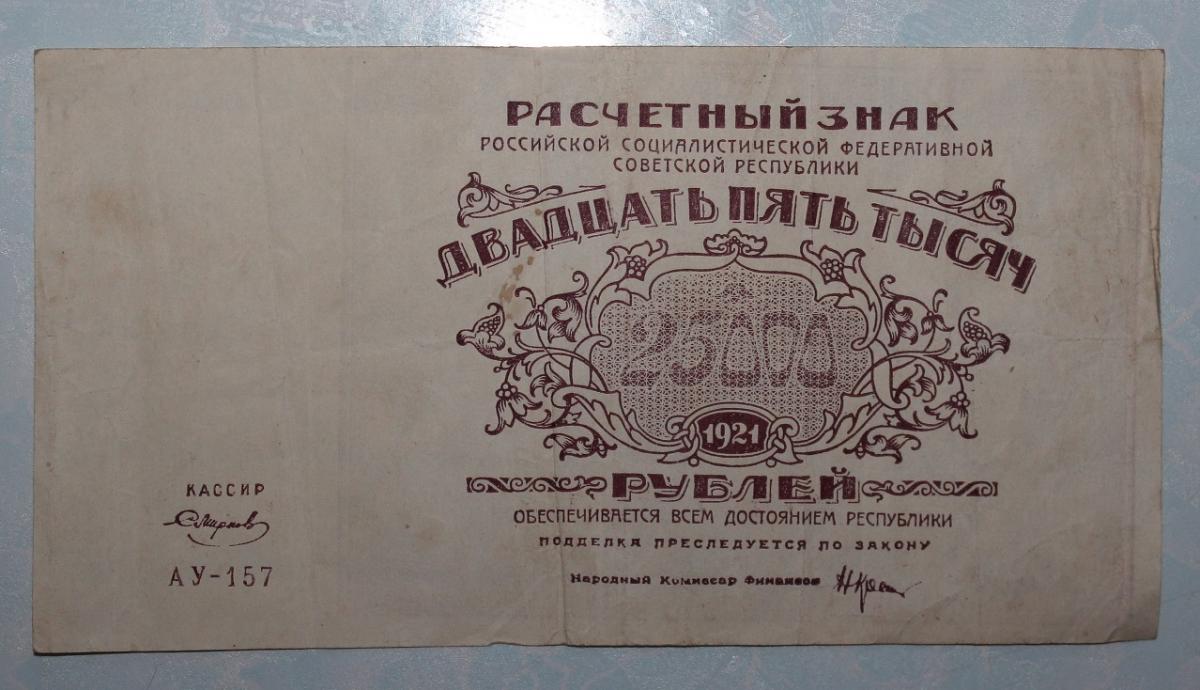 РАСЧЕТНЫЙ ЗНАК
РОССИЙСКОЙ СОЦИАЛИСТИЧЕСКОЙ ФЕДЕРАТИВНОЙ
СОВЕТСКОЙ РЕСПУБЛИКИ
ДВАДЦАТЬ ПЯТЬ ТЫСЯЧ
25000
1921
РУБЛЕЙ
ОБЕСПЕЧИВАЕТСЯ ВСЕМ ДОСТОЯНИЕМ РЕСПУБЛИКИ
ПОДДЕЛКА ПРЕСЛЕДУЕТСЯ ПО ЗАКОНУ
Народный Комиссар Финансов
КАССИР
Смирнов
АУ-157